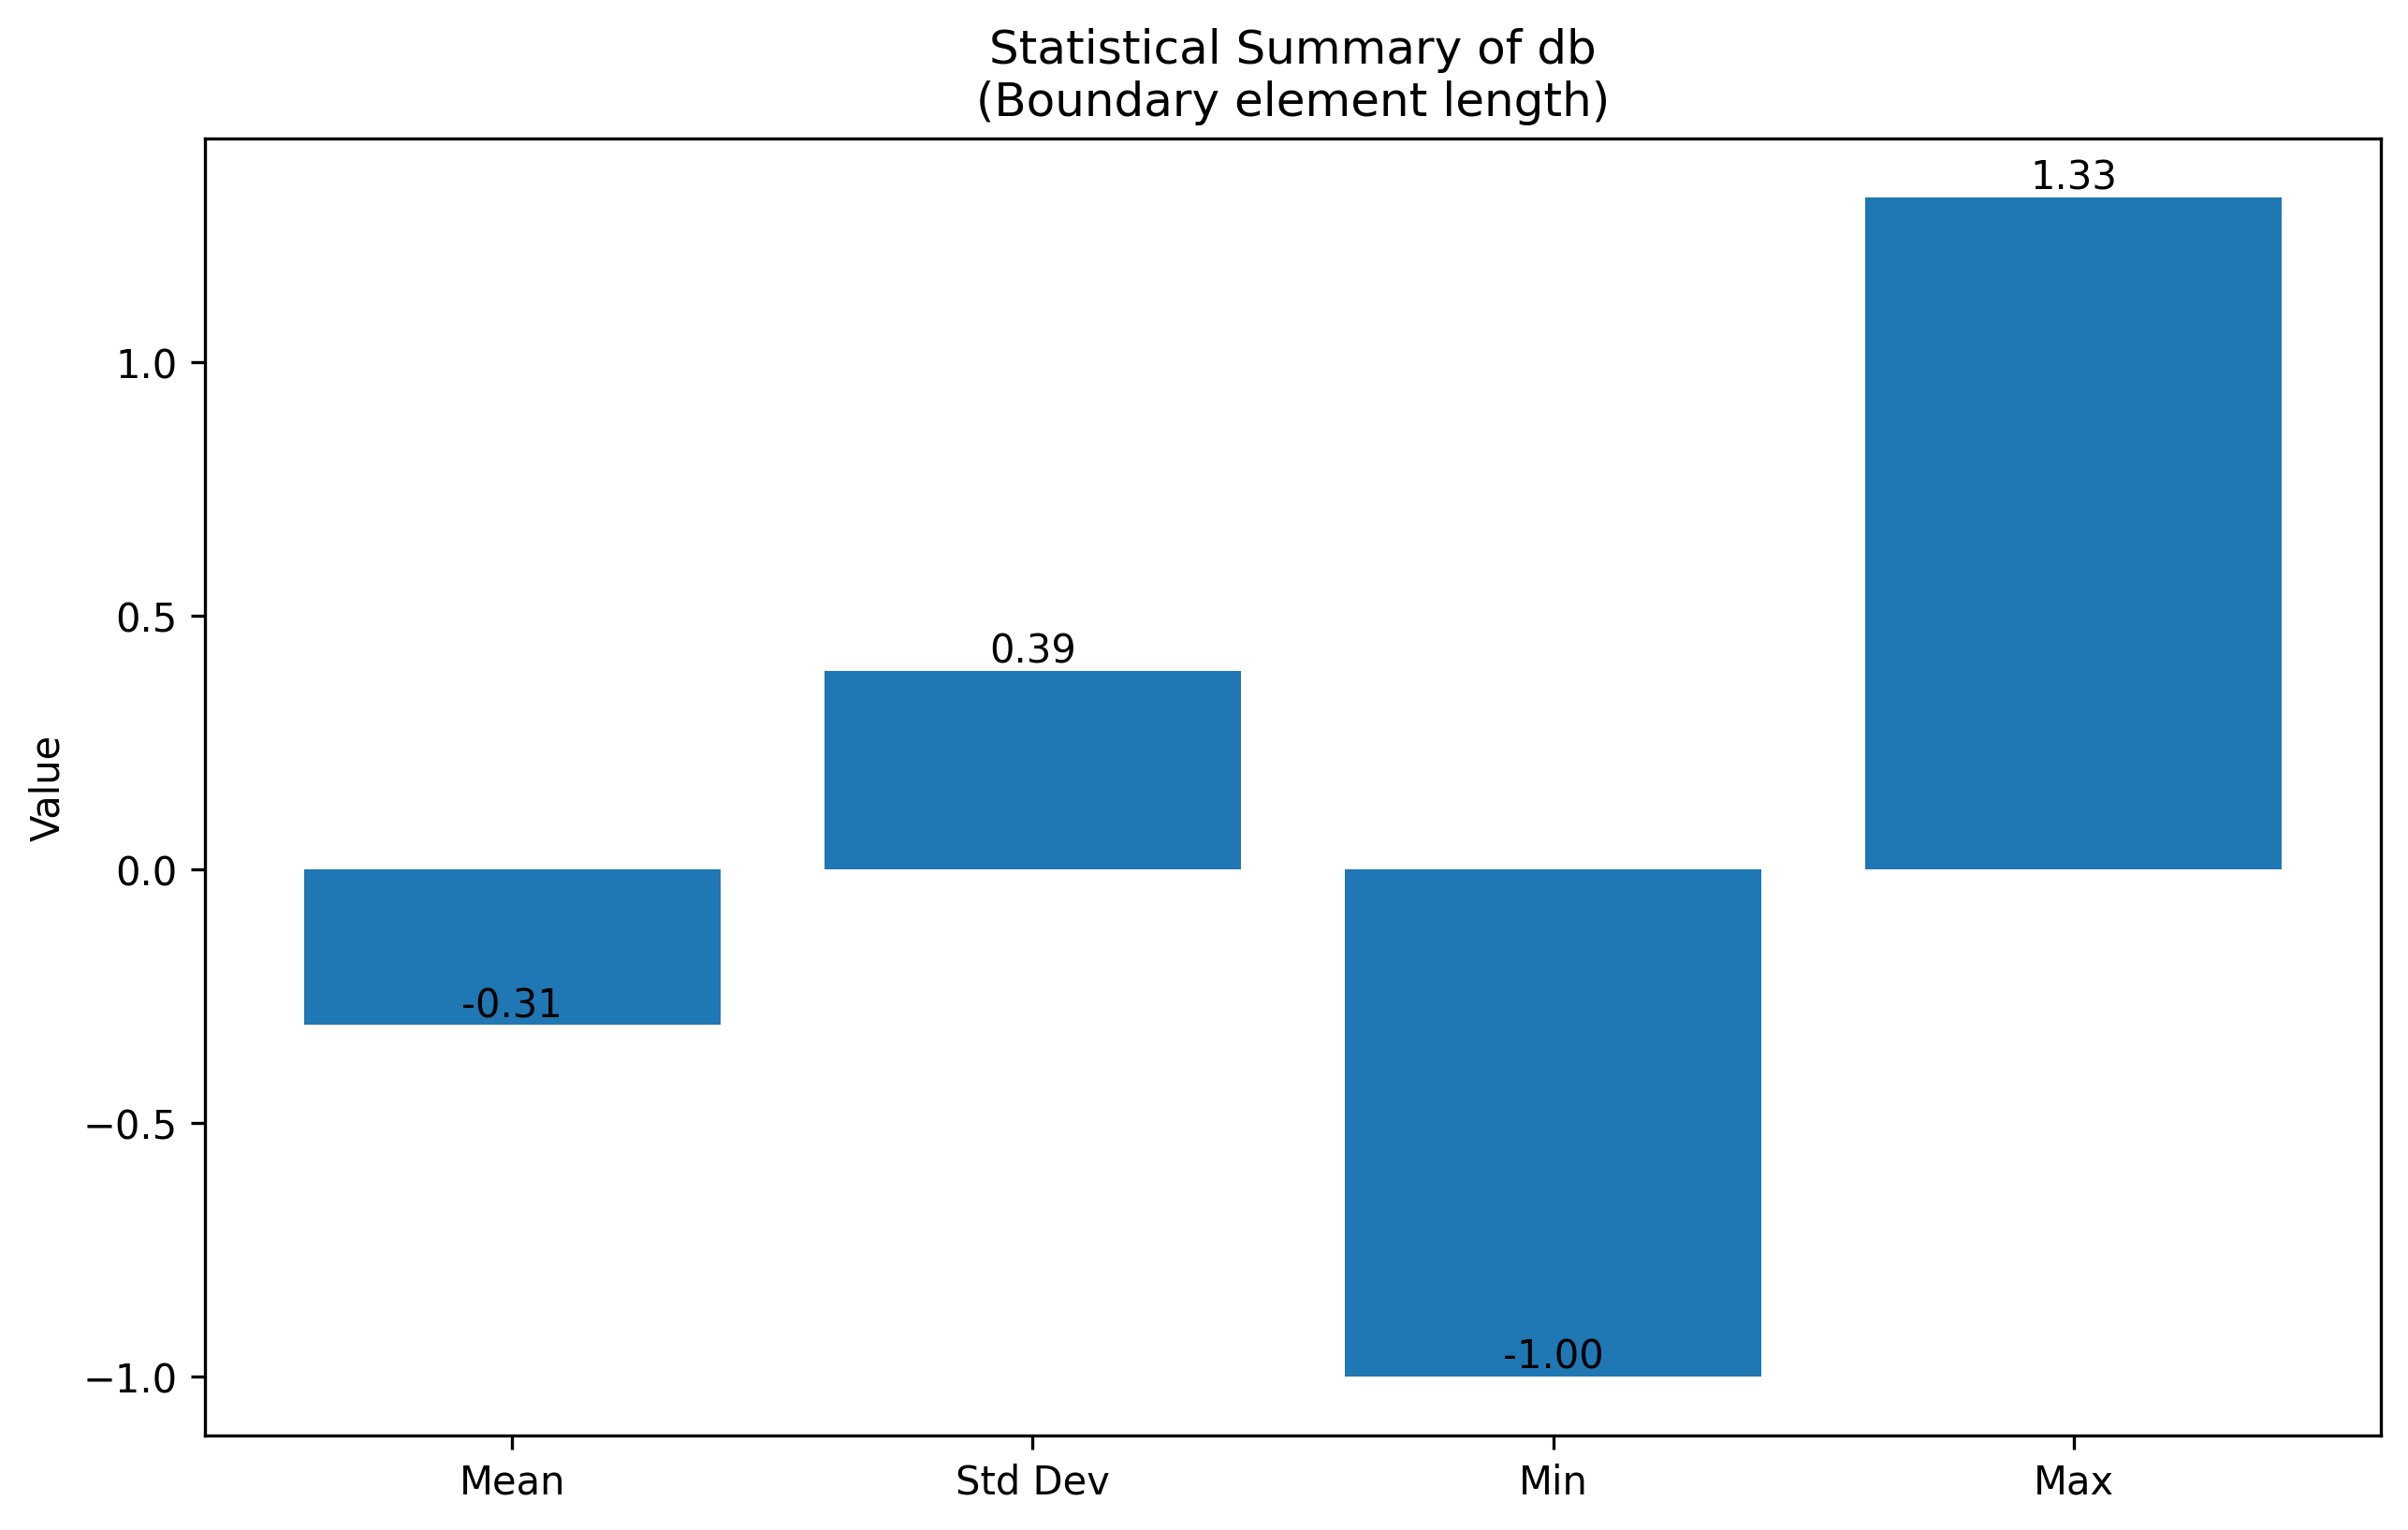 Statistical Summary of db
(Boundary element length)
1.33
1.0
0.5
0.39
Value
0.0
-0.31
−0.5
-1.00
−1.0
Mean
Std Dev
Min
Max